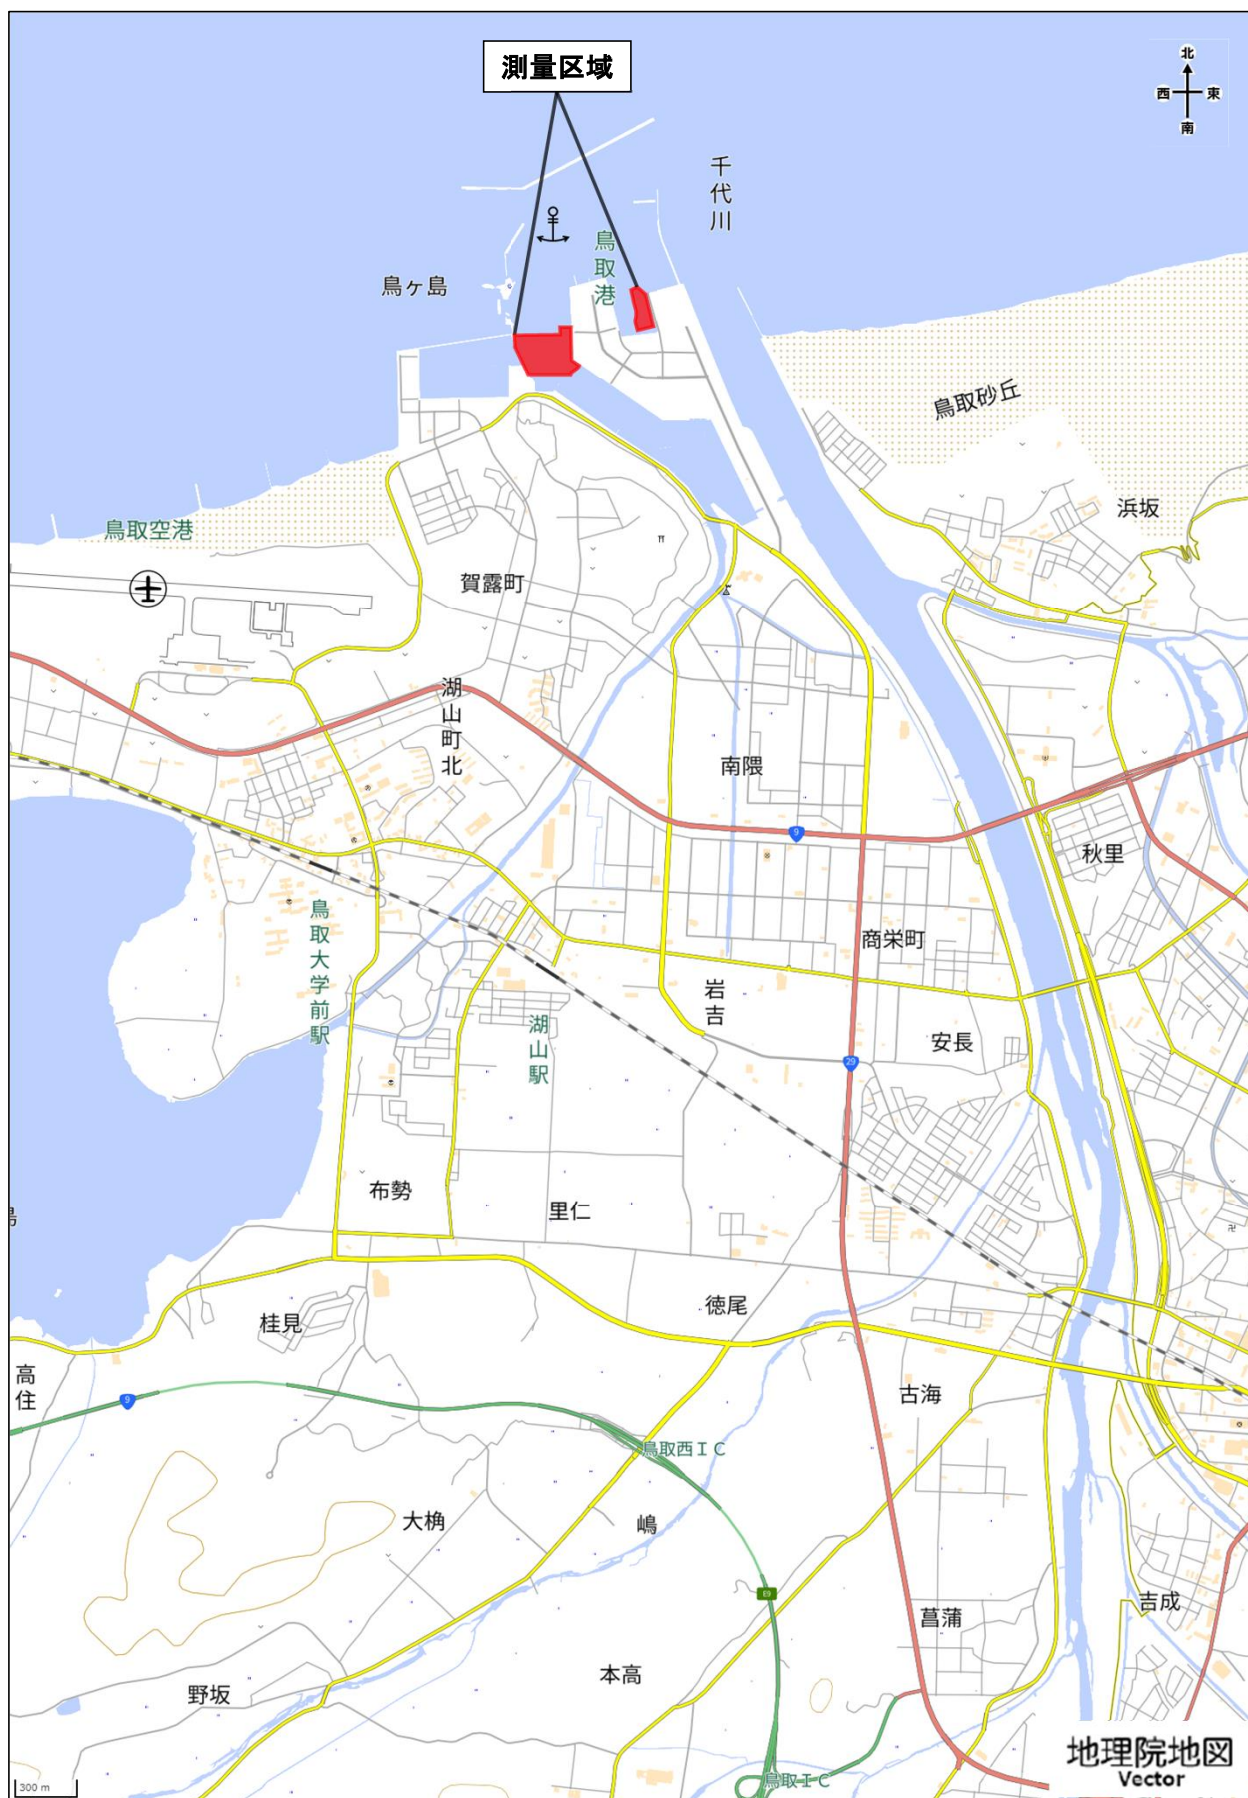 測量区域
北
西
東
南
千代川
鳥取港
鳥ヶ島
鳥取砂丘
浜坂
鳥取空港
賀露町
湖山町北
南隈
9
秋里
鳥取大学前駅
商栄町
岩吉
湖山駅
安長
29
布勢
里仁
徳尾
桂見
高住
9
古海
鳥取西IC
大桷
嶋
E9
吉成
菖蒲
本高
野坂
地理院地図
Vector
鳥取IC
300 m